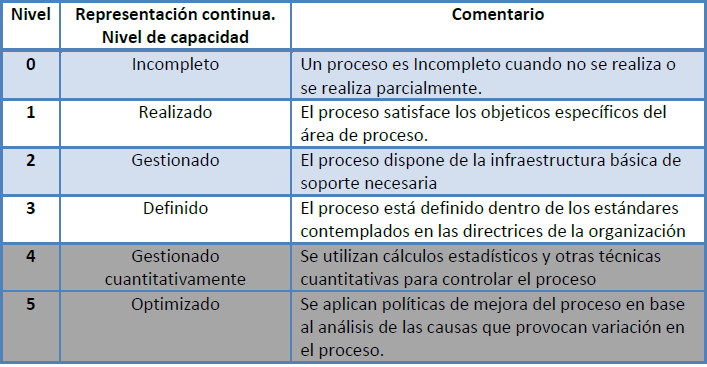 Nivel
Representación continua.
Nivel de capacidad
Comentario
0
Incompleto
Un proceso es Incompleto cuando no se realiza o
se realiza parcialmente.
1
Realizado
El proceso satisface los objeticos específicos del
área de proceso.
2
Gestionado
El proceso dispone de la infraestructura básica de
soporte necesaria
3
Definido
El proceso está definido dentro de los estándares
contemplados en las directrices de la organización
4
Gestionado
cuantitativamente
Se utilizan cálculos estadísticos y otras técnicas
cuantitativas para controlar el proceso
5
Optimizado
Se aplican políticas de mejora del proceso en base
al análisis de las causas que provocan variación en
el proceso.